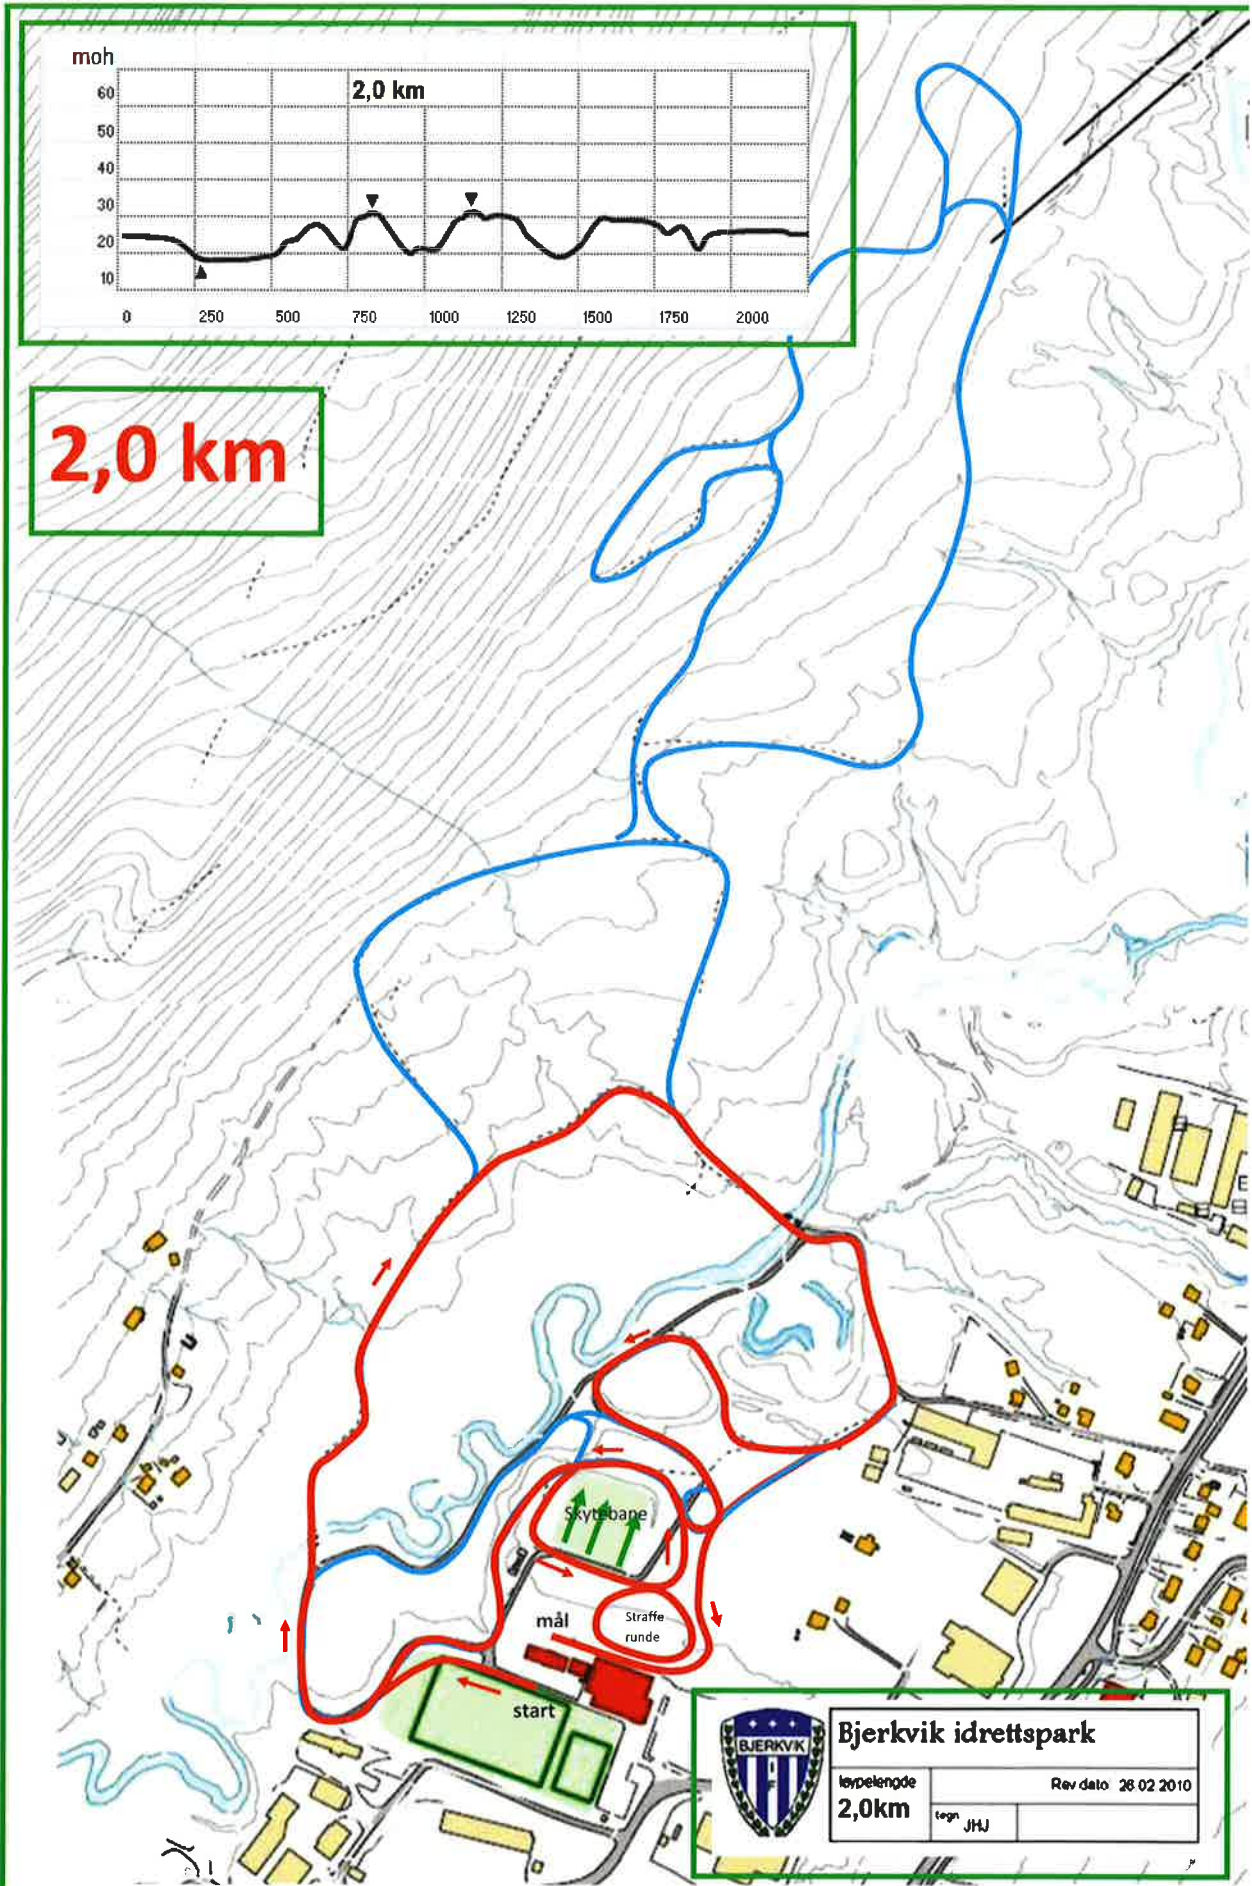 moh
2,0 km
60
50
40
30
20
10
0 250 500 750 1000 1250 1500 1750 2000
2,0 km
E
Skytebane
mål
Straffe
runde
start
BJERKVIK
I
F
Bjerkvik idrettspark
løypelengde
2,0km
Rev dato 26 02 2010
tegn
JHJ